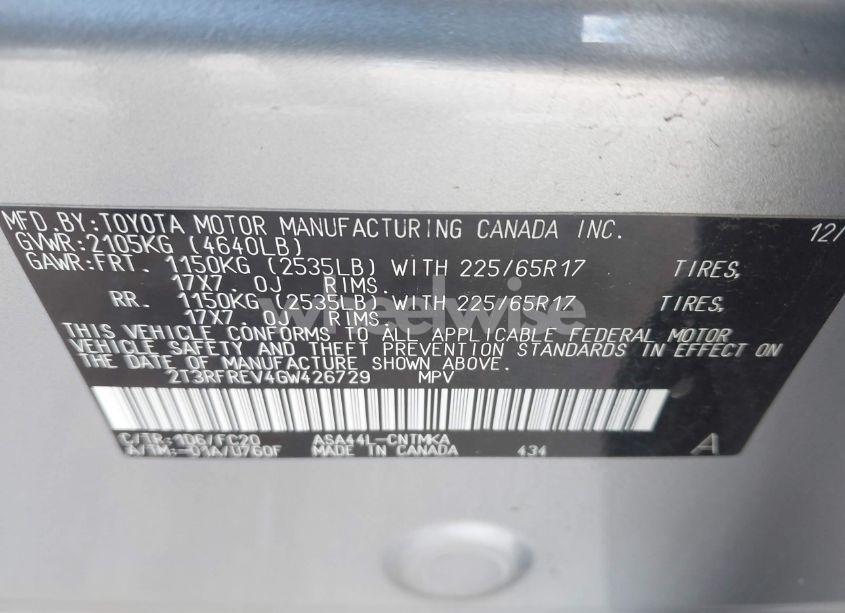 MFD.BY:TOYOTA MOTOR MANUFACTURING CANADA INC. 12/
GVWR:2105KG (4640LB)
GAWR:FRT. 1150KG (2535LB) WITH 225/65R17 TIRES,
17X7.0J RIMS.
RR. 1150KG (2535LB) WITH 225/65R17 TIRES,
17X7.0J RIMS.
wheelwise
THIS VEHICLE CONFORMS TO ALL APPLICABLE FEDERAL MOTOR
VEHICLE SAFETY AND THEFT PREVENTION STANDARDS IN EFFECT ON
THE DATE OF MANUFACTURE SHOWN ABOVE.
2T3RFREV4GW426729 MPV
C/TR:1D6/FC20 ASA44L-CNTMKA A
A/TM:-01A/U760F MADE IN CANADA 434